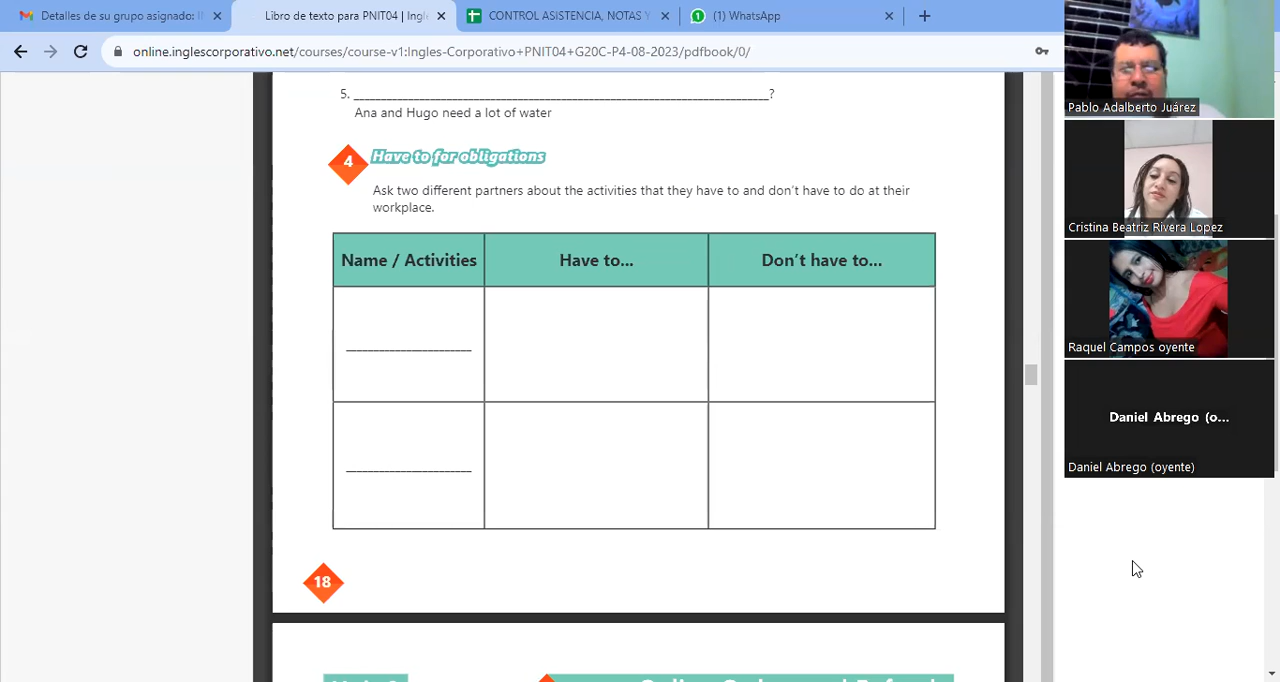 Detalles de su grupo asignado: I
Libro de texto para PNIT04 | Ingl
CONTROL ASISTENCIA, NOTAS
(1) WhatsApp
online.inglescorporativo.net/courses/course-v1:Ingles-Corporativo+PNIT04+G20C-P4-08-2023/pdfbook/0/
5. ______________________________________________?
Ana and Hugo need a lot of water
4 Have to for obligations
Ask two different partners about the activities that they have to and don't have to do at their
workplace.
Name / Activities Have to... Don't have to...
18
Pablo Adalberto Juárez
Cristina Beatriz Rivera Lopez
Raquel Campos oyente
Daniel Abrego (o...
Daniel Abrego (oyente)